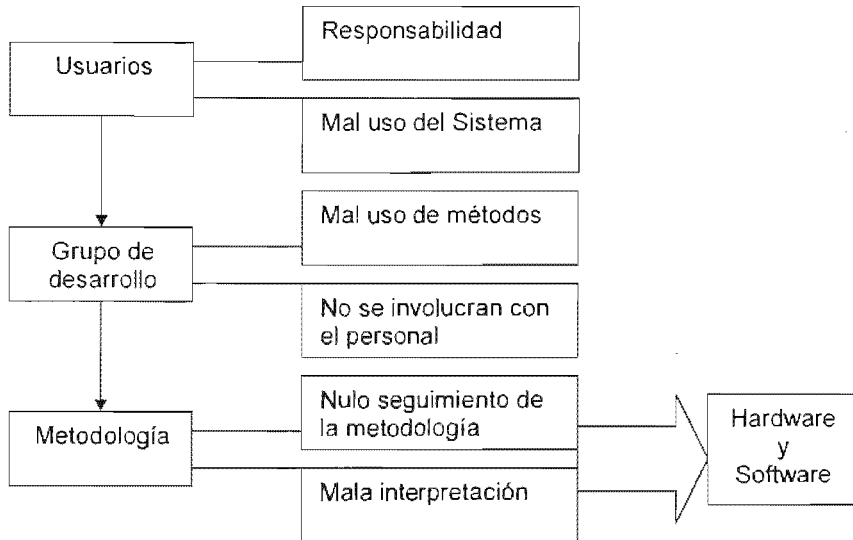 Usuarios
Responsabilidad
Mal uso del Sistema
Grupo de
desarrollo
Mal uso de métodos
No se involucran con
el personal
Metodología
Nulo seguimiento de
la metodología
Mala interpretación
Hardware
y
Software